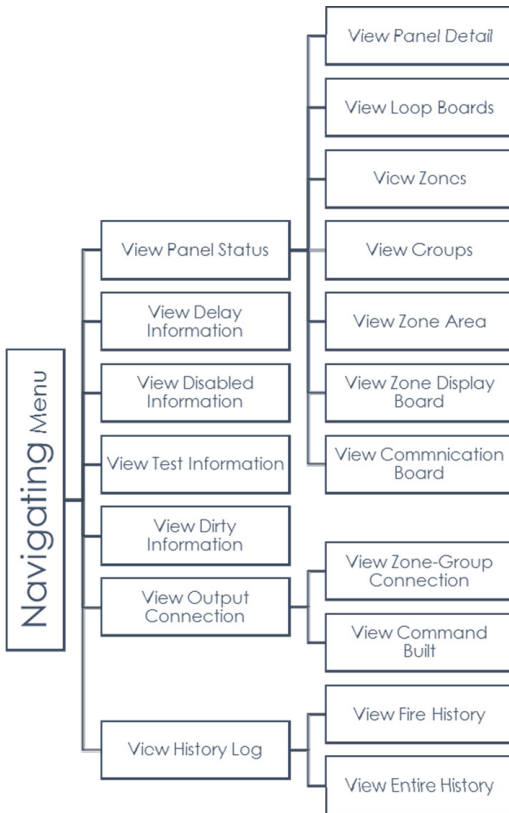 Navigating Menu
View Panel Status
View Panel Detail
View Loop Boards
View Zones
View Groups
View Zone Area
View Zone Display
Board
View Commnication
Board
View Delay
Information
View Disabled
Information
View Test Information
View Dirty
Information
View Output
Connection
View Zone-Group
Connection
View Command
Built
View History Log
View Fire History
View Entire History